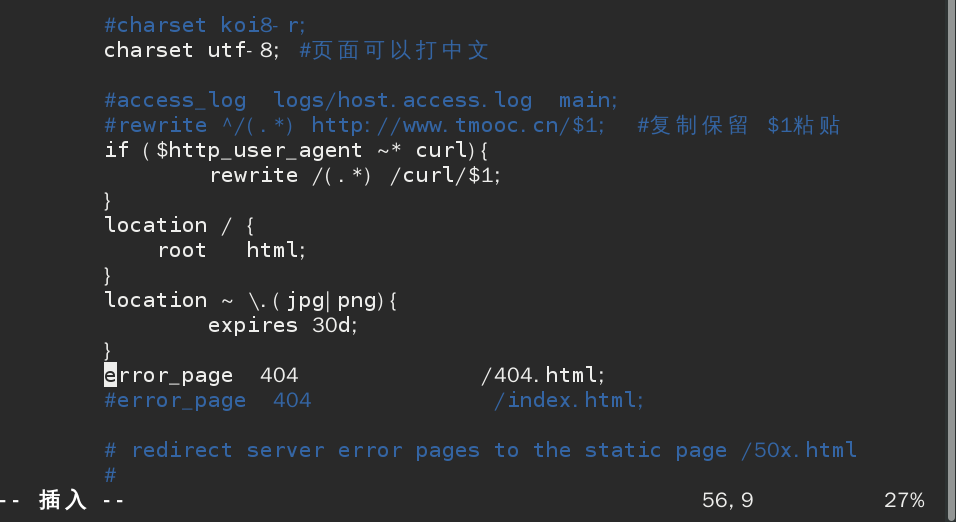 #charset koi8-r;
charset utf-8; #页面可以打中文
#access_log  logs/host.access.log  main;
#rewrite ^/(.*) http://www.tmooc.cn/$1;  #复制保留 $1粘贴
if ($http_user_agent ~* curl){
rewrite /(.*) /curl/$1;
}
location / {
root   html;
}
location ~ \.(jpg|png){
expires 30d;
}
error_page  404              /404.html;
#error_page  404              /index.html;
# redirect server error pages to the static page /50x.html
#
-- 插入 --                                            56,9          27%